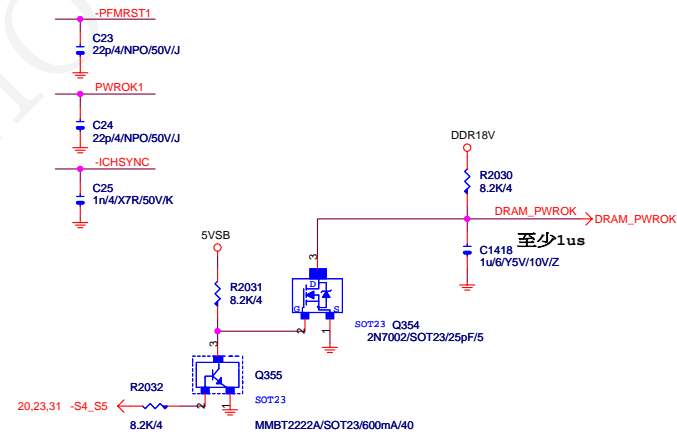 -PFMRST1
C23
22p/4/NPO/50V/J
PWROK1
C24
22p/4/NPO/50V/J
-ICHSYNC
C25
1n/4/X7R/50V/K
DDR18V
R2030
8.2K/4
DRAM_PWROK
DRAM_PWROK
至少1us
C1418
1u/6/Y5V/10V/Z
5VSB
R2031
8.2K/4
3
D
G
S
2
1
SOT23 Q354
2N7002/SOT23/25pF/5
3
Q355
SOT23
2
1
R2032
20,23,31 -S4_S5
8.2K/4
MMBT2222A/SOT23/600mA/40